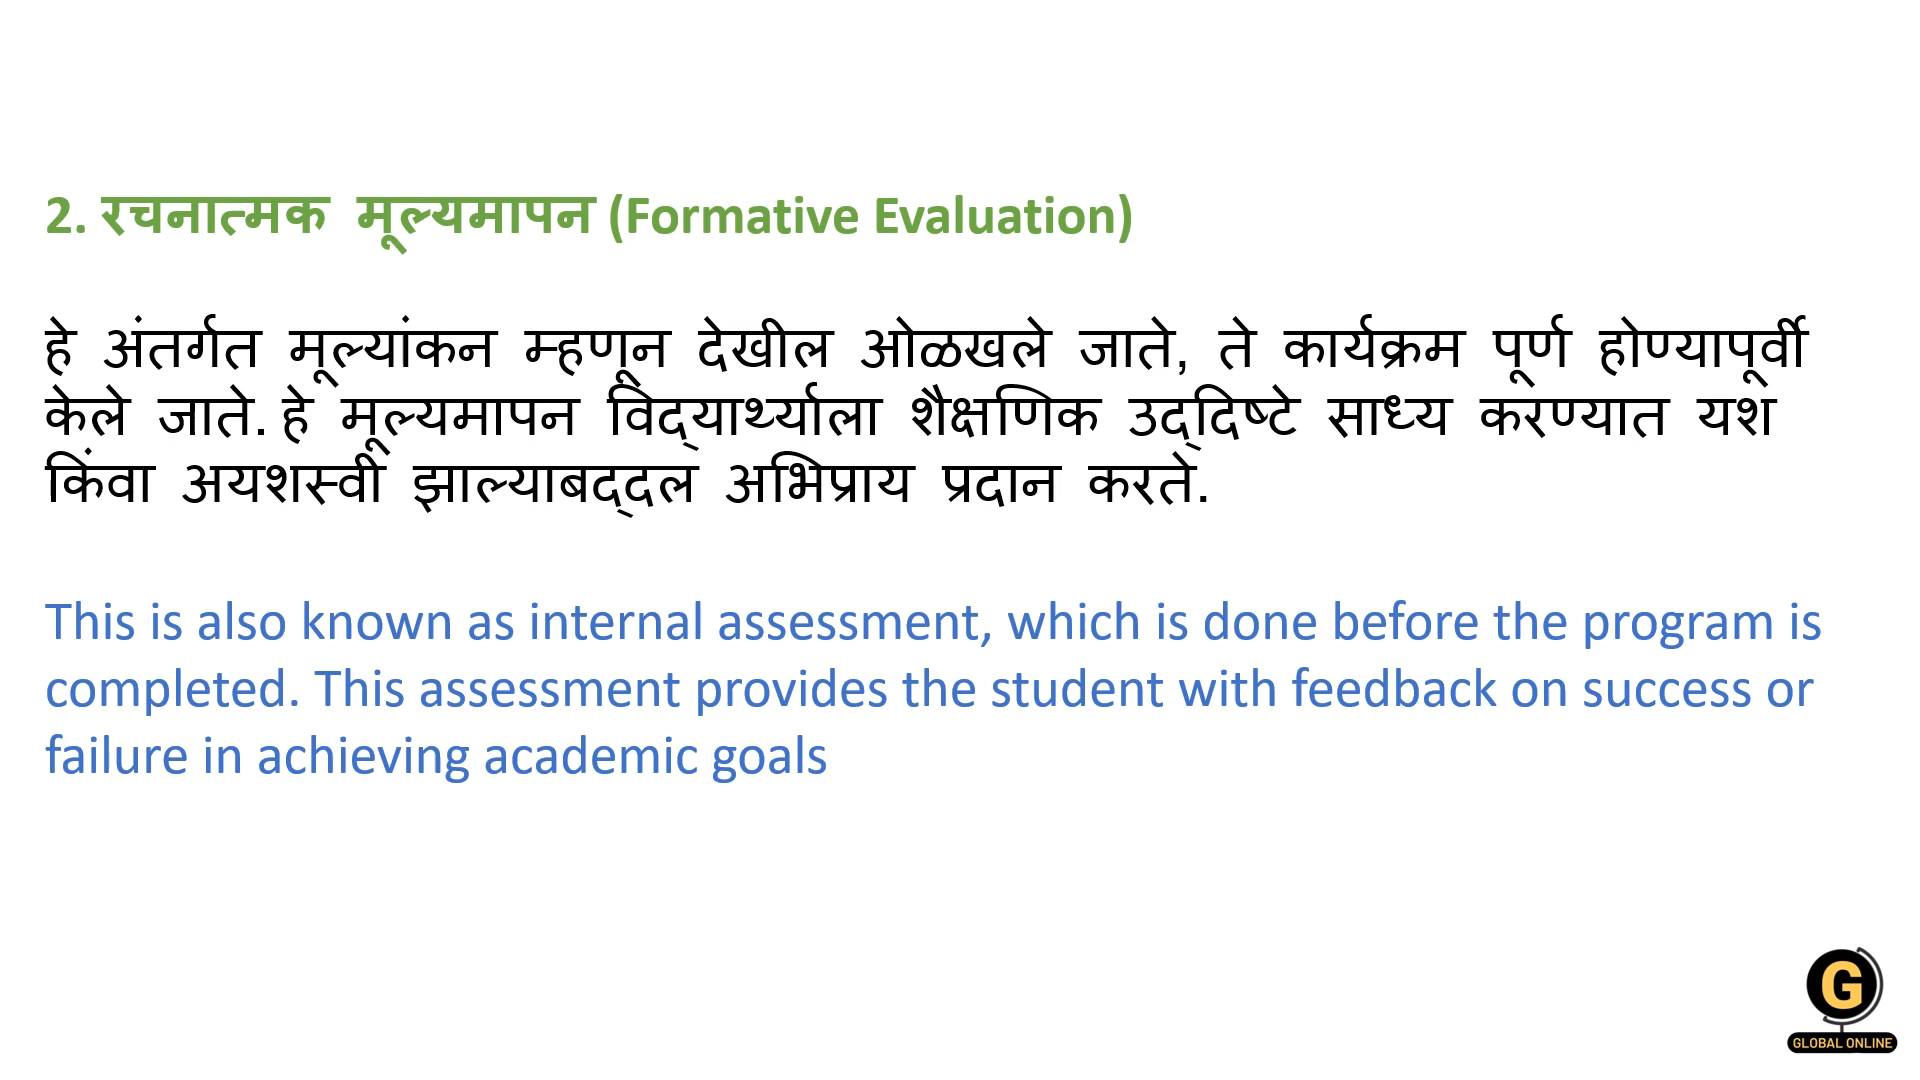 2. रचनात्मक मूल्यमापन (Formative Evaluation)
हे अंतर्गत मूल्यांकन म्हणून देखील ओळखले जाते, ते कार्यक्रम पूर्ण होण्यापूर्वी
केले जाते. हे मूल्यमापन विद्यार्थ्याला शैक्षणिक उद्दिष्टे साध्य करण्यात यश
किंवा अयशस्वी झाल्याबद्दल अभिप्राय प्रदान करते.
This is also known as internal assessment, which is done before the program is
completed. This assessment provides the student with feedback on success or
failure in achieving academic goals
G
GLOBAL ONLINE